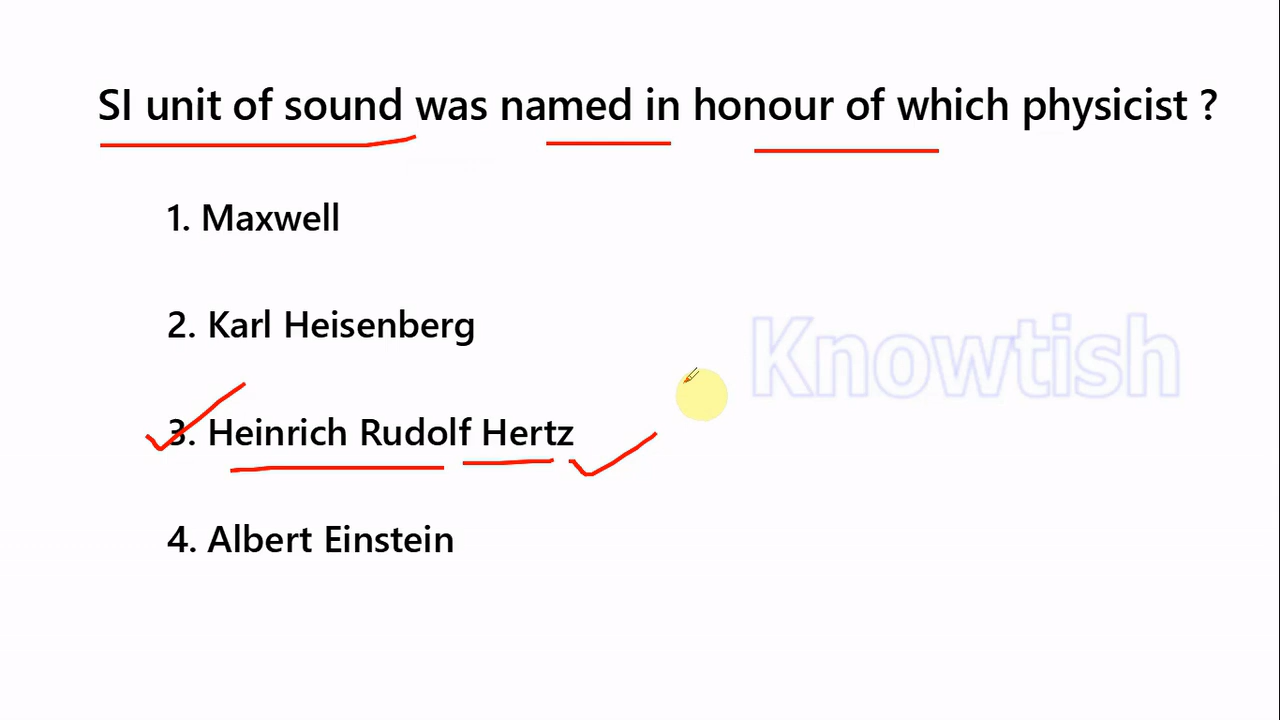 SI unit of sound was named in honour of which physicist ?
1. Maxwell
2. Karl Heisenberg
Knowtish
3. Heinrich Rudolf Hertz
4. Albert Einstein